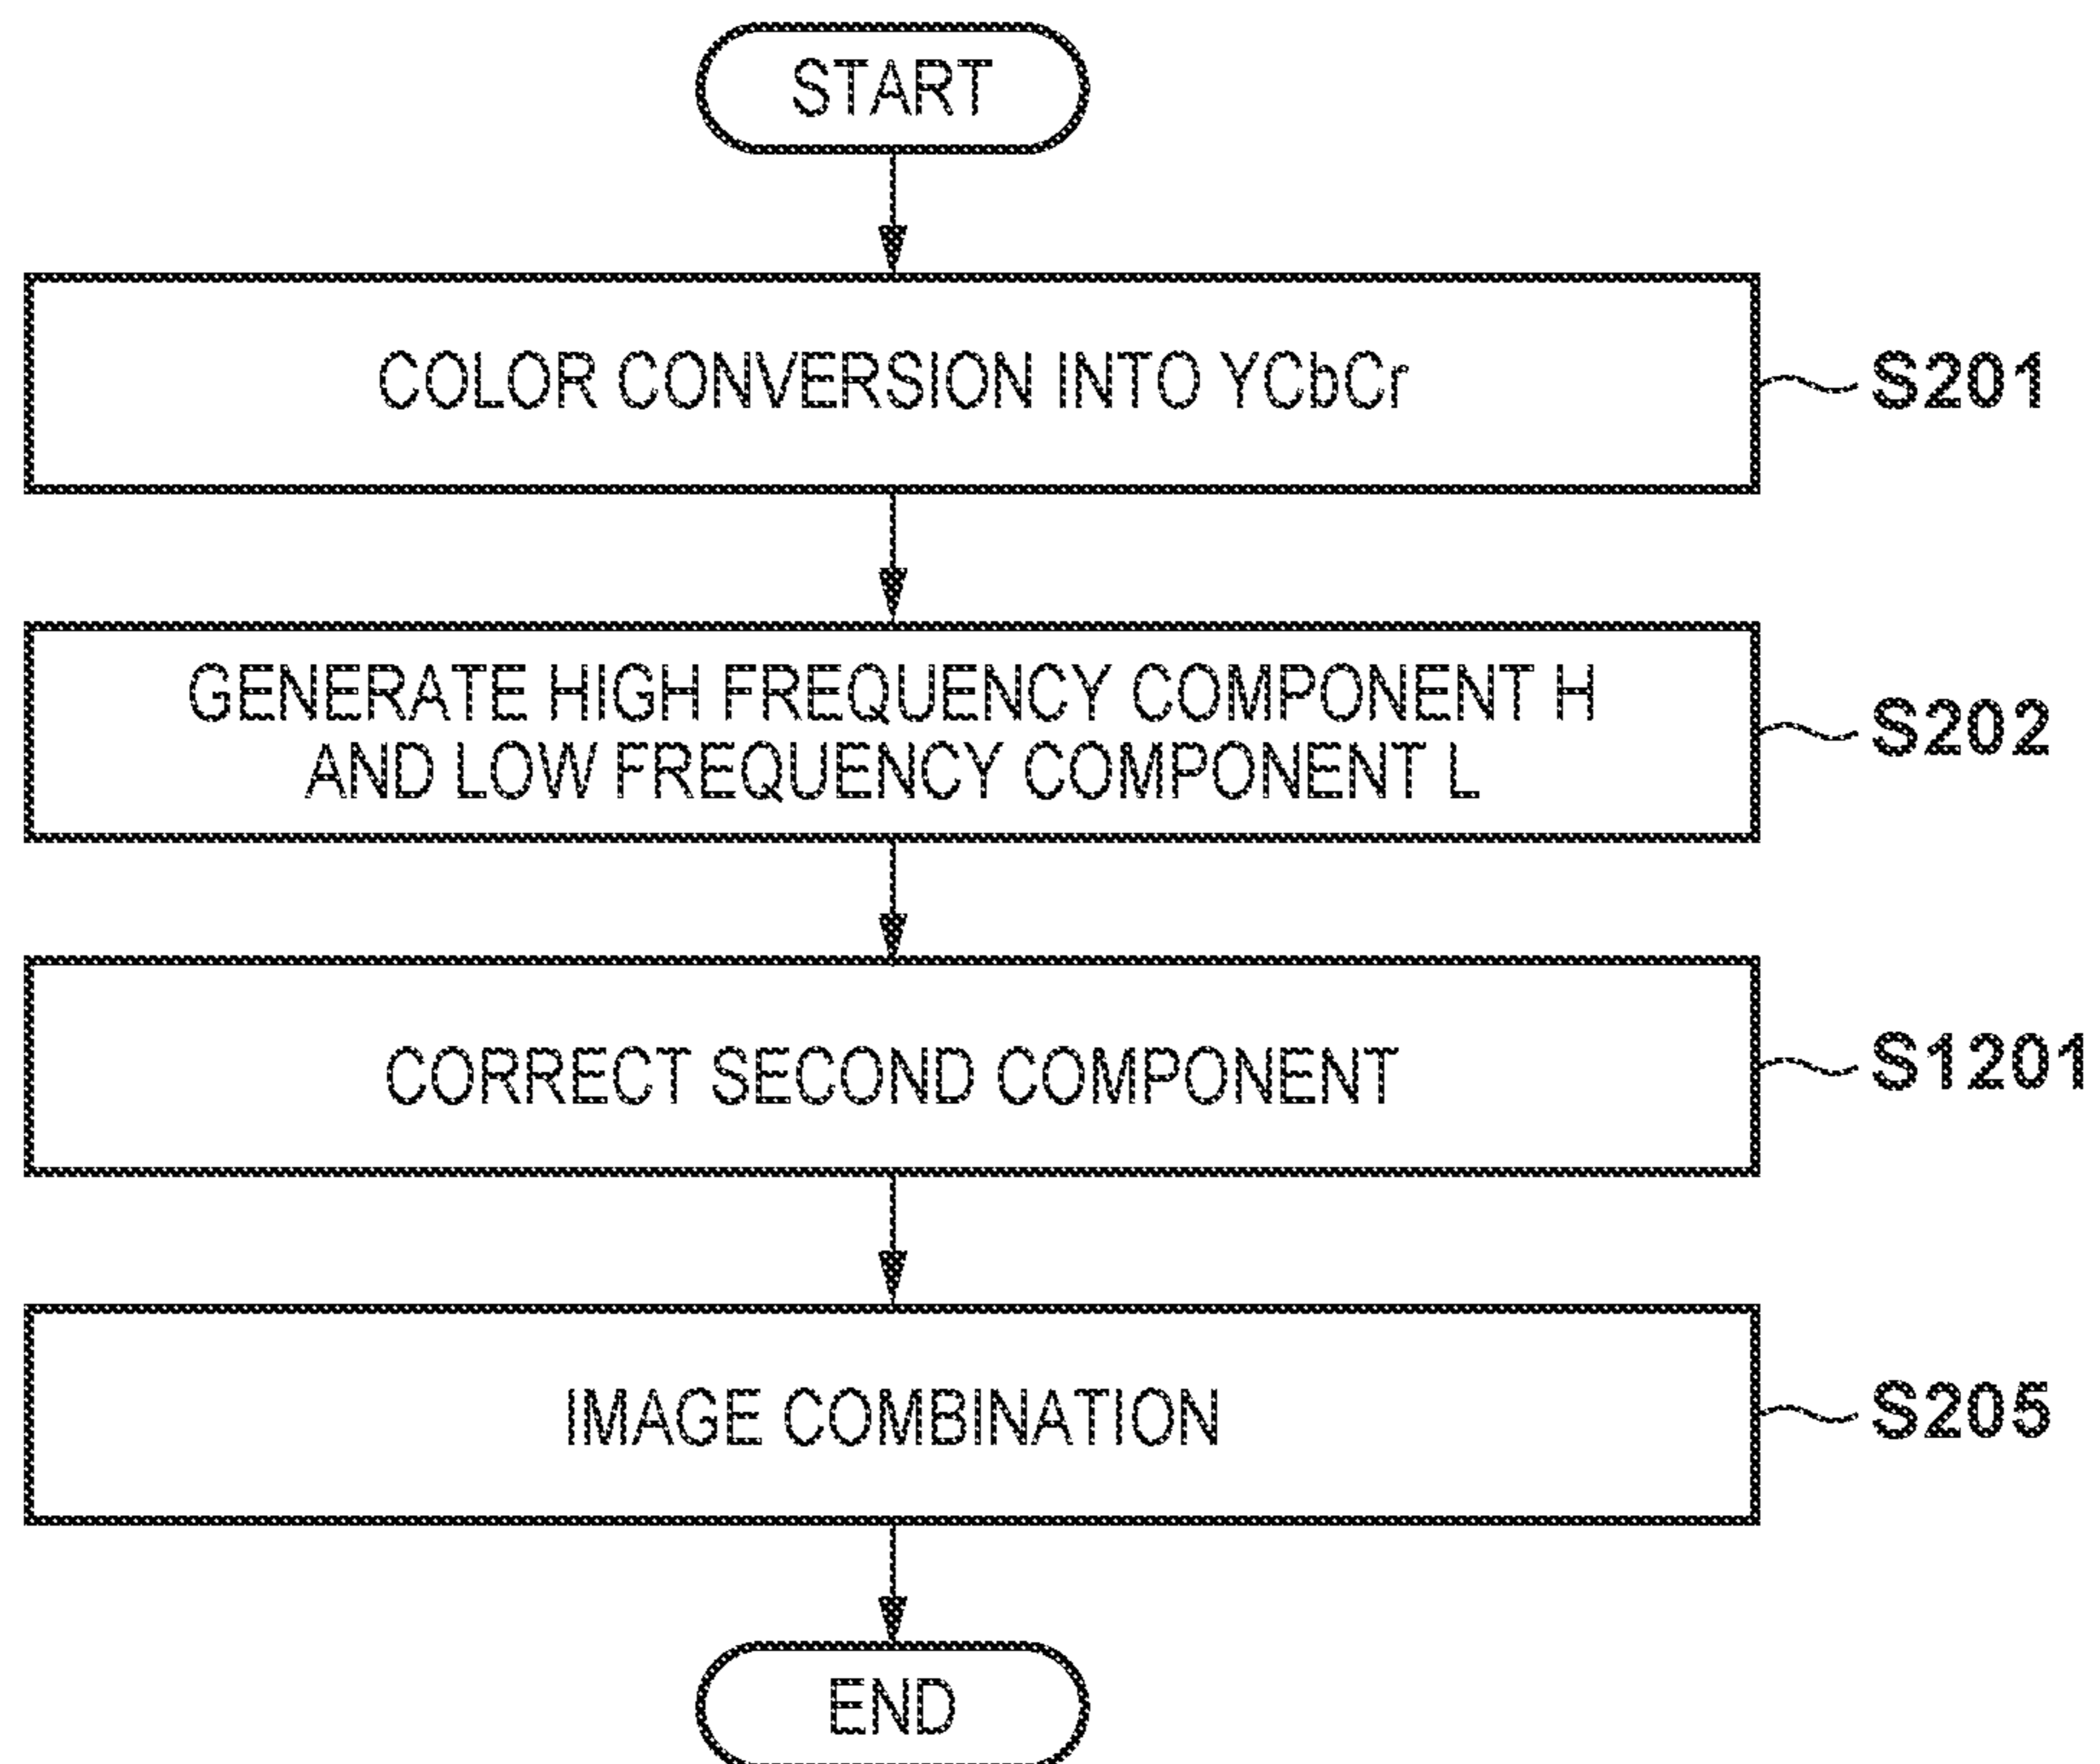 START
COLOR CONVERSION INTO YCbCr
S201
GENERATE HIGH FREQUENCY COMPONENT H
AND LOW FREQUENCY COMPONENT L
S202
CORRECT SECOND COMPONENT
S1201
IMAGE COMBINATION
S205
END